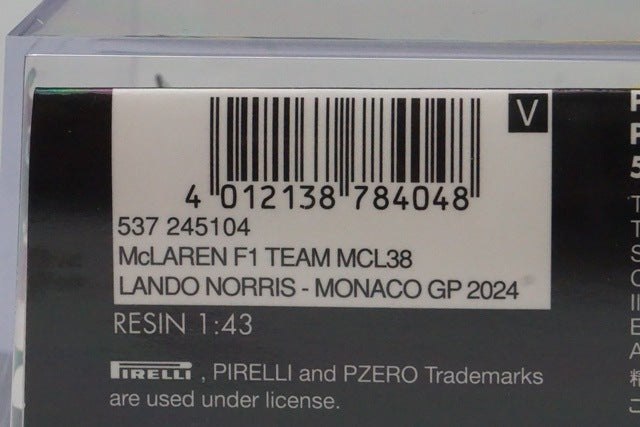 V
4 012138 784048
537 245104
McLAREN F1 TEAM MCL38
LANDO NORRIS - MONACO GP 2024
RESIN 1:43
PIRELLI , PIRELLI and PZERO Trademarks
are used under license.